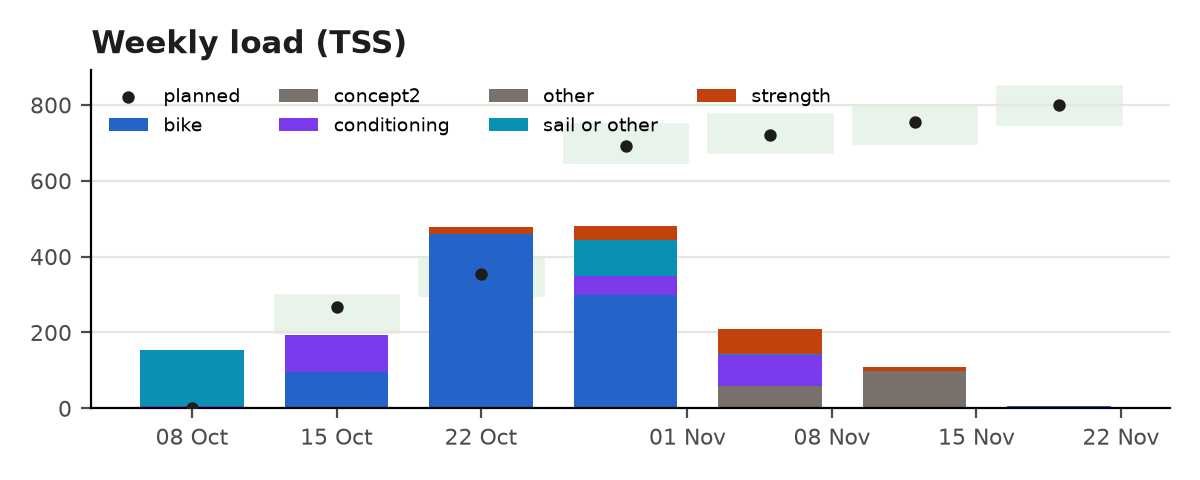 Weekly load (TSS)
planned concept2 other strength
bike conditioning sail or other
800
600
400
200
0
08 Oct 15 Oct 22 Oct 01 Nov 08 Nov 15 Nov 22 Nov